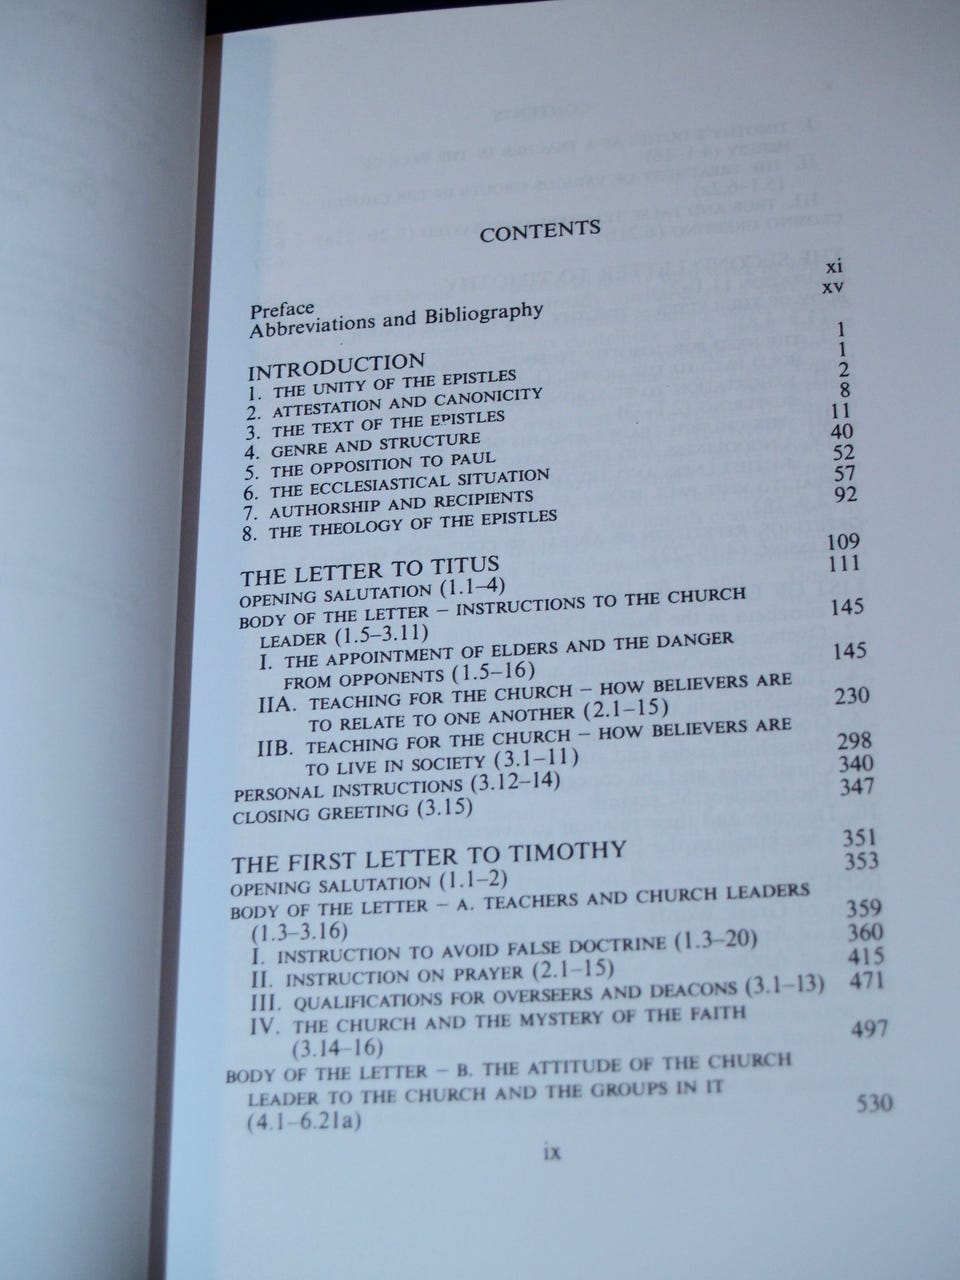 CONTENTS
Preface xi
Abbreviations and Bibliography xv
INTRODUCTION 1
1. THE UNITY OF THE EPISTLES 1
2. ATTESTATION AND CANONICITY 2
3. THE TEXT OF THE EPISTLES 8
4. GENRE AND STRUCTURE 11
5. THE OPPOSITION TO PAUL 40
6. THE ECCLESIASTICAL SITUATION 52
7. AUTHORSHIP AND RECIPIENTS 57
8. THE THEOLOGY OF THE EPISTLES 92
THE LETTER TO TITUS 109
OPENING SALUTATION (1.1–4) 111
BODY OF THE LETTER – INSTRUCTIONS TO THE CHURCH
LEADER (1.5–3.11) 145
I. THE APPOINTMENT OF ELDERS AND THE DANGER
FROM OPPONENTS (1.5–16) 145
IIA. TEACHING FOR THE CHURCH – HOW BELIEVERS ARE
TO RELATE TO ONE ANOTHER (2.1–15) 230
IIB. TEACHING FOR THE CHURCH – HOW BELIEVERS ARE
TO LIVE IN SOCIETY (3.1–11) 298
PERSONAL INSTRUCTIONS (3.12–14) 340
CLOSING GREETING (3.15) 347
THE FIRST LETTER TO TIMOTHY 351
OPENING SALUTATION (1.1–2) 353
BODY OF THE LETTER – A. TEACHERS AND CHURCH LEADERS
(1.3–3.16) 359
I. INSTRUCTION TO AVOID FALSE DOCTRINE (1.3–20) 360
II. INSTRUCTION ON PRAYER (2.1–15) 415
III. QUALIFICATIONS FOR OVERSEERS AND DEACONS (3.1–13) 471
IV. THE CHURCH AND THE MYSTERY OF THE FAITH
(3.14–16) 497
BODY OF THE LETTER – B. THE ATTITUDE OF THE CHURCH
LEADER TO THE CHURCH AND THE GROUPS IN IT
(4.1–6.21a) 530
ix